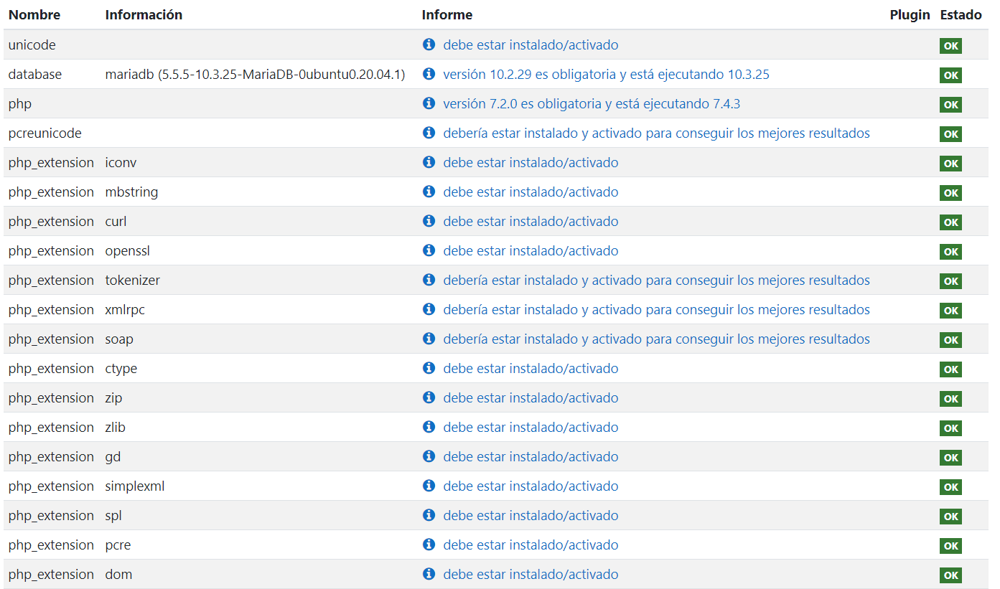 Nombre Información Informe Plugin Estado
unicode debe estar instalado/activado OK
database mariadb (5.5.5-10.3.25-MariaDB-0ubuntu0.20.04.1) versión 10.2.29 es obligatoria y está ejecutando 10.3.25 OK
php versión 7.2.0 es obligatoria y está ejecutando 7.4.3 OK
pcreunicode debería estar instalado y activado para conseguir los mejores resultados OK
php_extension iconv debe estar instalado/activado OK
php_extension mbstring debe estar instalado/activado OK
php_extension curl debe estar instalado/activado OK
php_extension openssl debe estar instalado/activado OK
php_extension tokenizer debería estar instalado y activado para conseguir los mejores resultados OK
php_extension xmlrpc debería estar instalado y activado para conseguir los mejores resultados OK
php_extension soap debería estar instalado y activado para conseguir los mejores resultados OK
php_extension ctype debe estar instalado/activado OK
php_extension zip debe estar instalado/activado OK
php_extension zlib debe estar instalado/activado OK
php_extension gd debe estar instalado/activado OK
php_extension simplexml debe estar instalado/activado OK
php_extension spl debe estar instalado/activado OK
php_extension pcre debe estar instalado/activado OK
php_extension dom debe estar instalado/activado OK